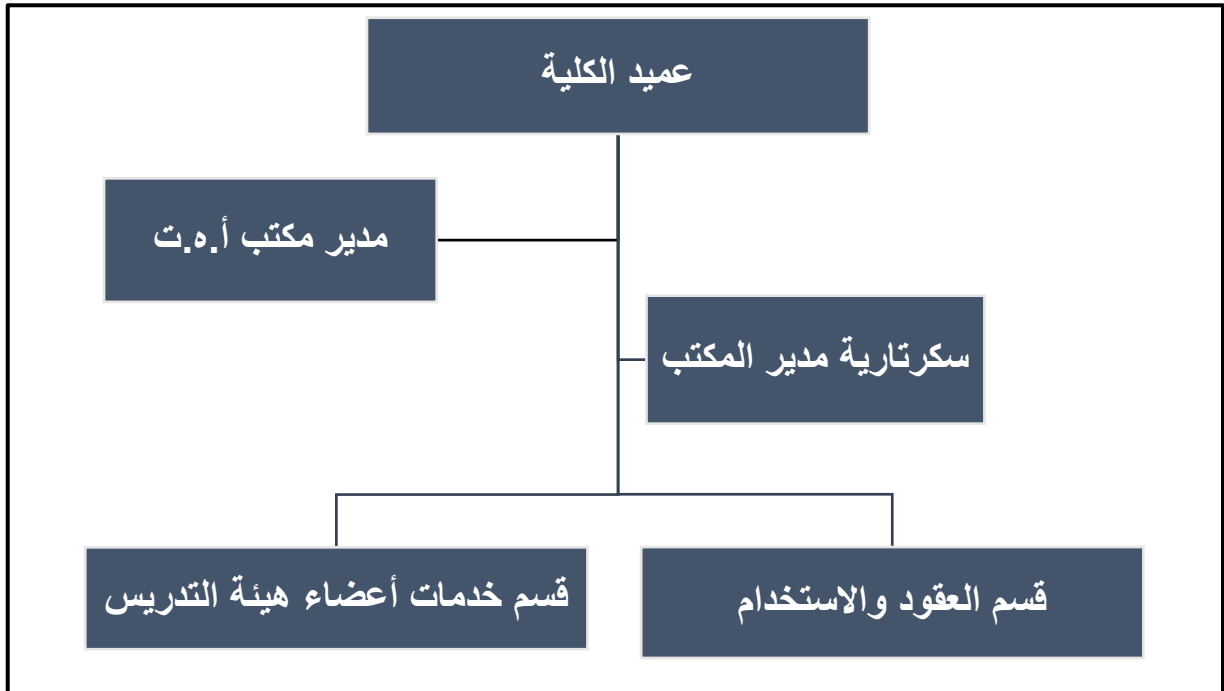 عميد الكلية
مدير مكتب أ.ه.ت
سكرتارية مدير المكتب
قسم العقود والاستخدام
قسم خدمات أعضاء هيئة التدريس